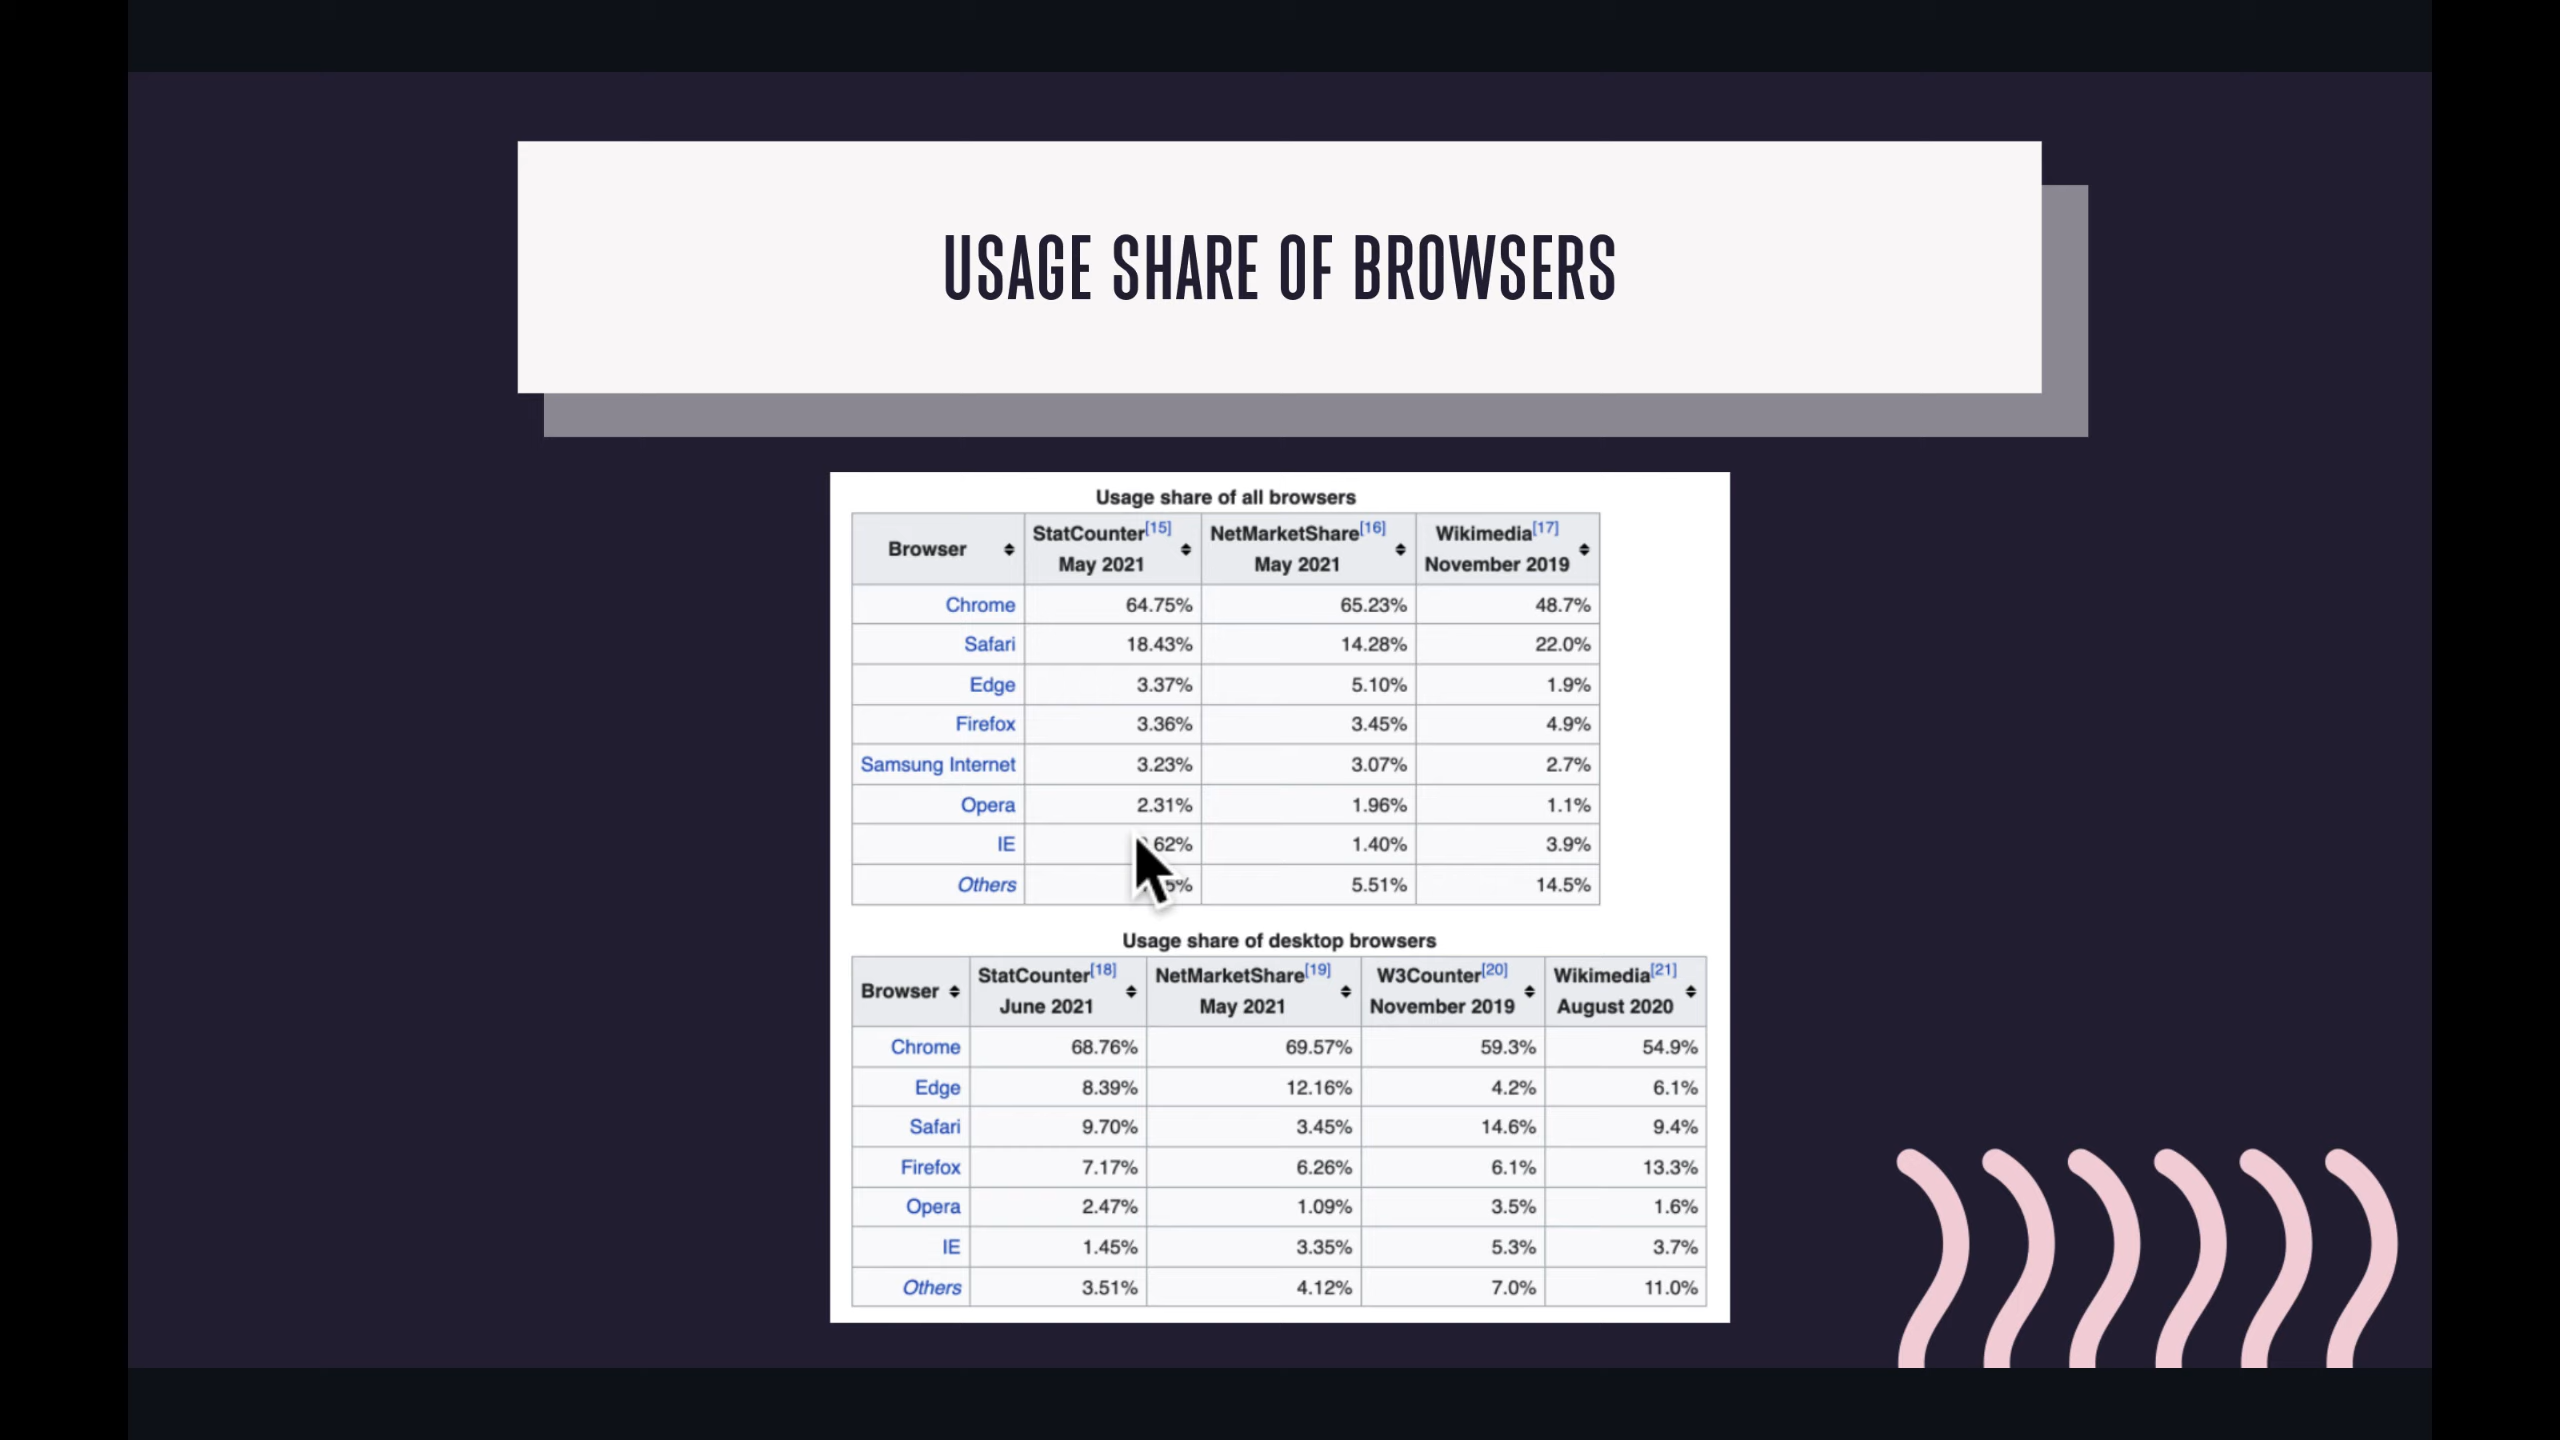 USAGE SHARE OF BROWSERS
Usage share of all browsers
Browser StatCounter[15] May 2021 NetMarketShare[16] May 2021 Wikimedia[17] November 2019
Chrome 64.75% 65.23% 48.7%
Safari 18.43% 14.28% 22.0%
Edge 3.37% 5.10% 1.9%
Firefox 3.36% 3.45% 4.9%
Samsung Internet 3.23% 3.07% 2.7%
Opera 2.31% 1.96% 1.1%
IE 1.40% 3.9%
Others 5.51% 14.5%
Usage share of desktop browsers
Browser StatCounter[18] June 2021 NetMarketShare[19] May 2021 W3Counter[20] November 2019 Wikimedia[21] August 2020
Chrome 68.76% 69.57% 59.3% 54.9%
Edge 8.39% 12.16% 4.2% 6.1%
Safari 9.70% 3.45% 14.6% 9.4%
Firefox 7.17% 6.26% 6.1% 13.3%
Opera 2.47% 1.09% 3.5% 1.6%
IE 1.45% 3.35% 5.3% 3.7%
Others 3.51% 4.12% 7.0% 11.0%